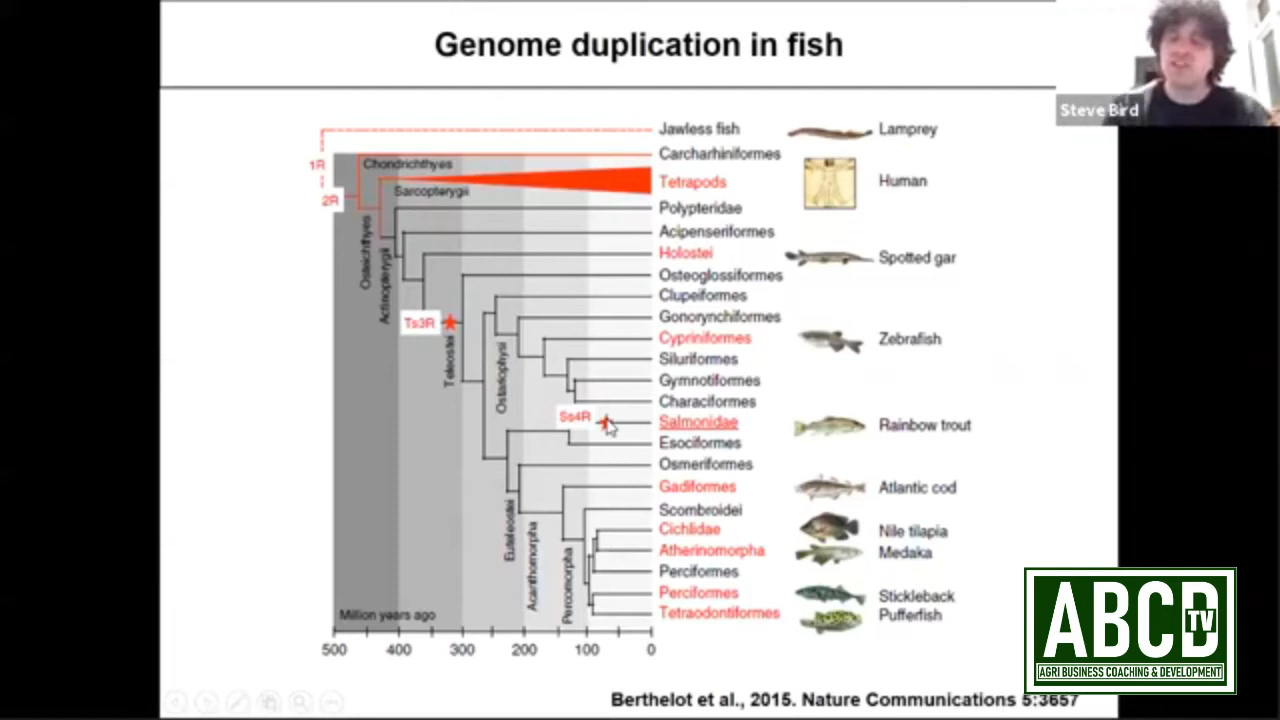 Genome duplication in fish
Steve Bird
Jawless fish
Lamprey
1R
Chondrichthyes
Carcharhiniformes
Tetrapods
Human
2R
Sarcopterygii
Polypteridae
Osteichthyes
Actinopterygii
Acipenseriformes
Holostei
Spotted gar
Osteoglossiformes
Clupeiformes
Ts3R
Gonorynchiformes
Teleostei
Ostariophysi
Cypriniformes
Zebrafish
Siluriformes
Gymnotiformes
Characiformes
Ss4R
Salmonidae
Rainbow trout
Esociformes
Osmeriformes
Gadiformes
Atlantic cod
Euteleostei
Acanthomorpha
Percomorpha
Scombroidei
Cichlidae
Nile tilapia
Atherinomorpha
Medaka
Perciformes
Perciformes
Stickleback
Tetraodontiformes
Pufferfish
Million years ago
500 400 300 200 100 0
Berthelot et al., 2015. Nature Communications 5:3657
ABCD
TV
AGRI BUSINESS COACHING & DEVELOPMENT